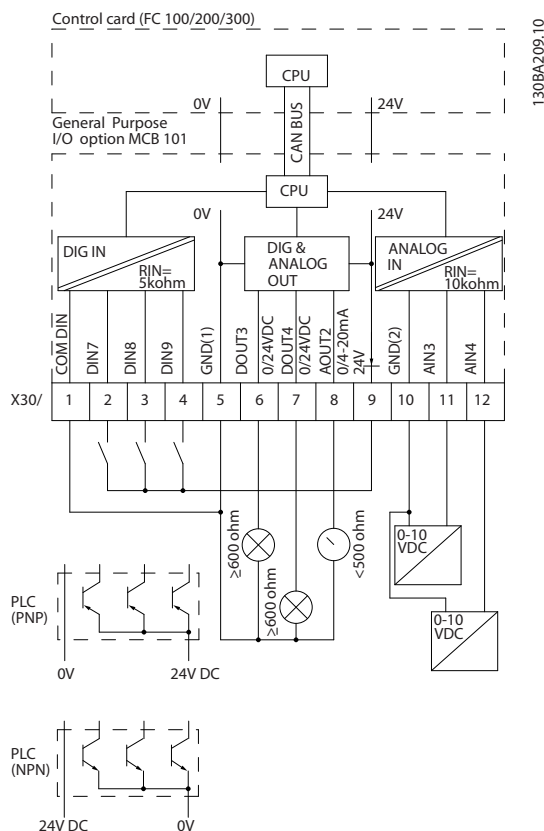 Control card (FC 100/200/300)
130BA209.10
CPU
0V
24V
General Purpose
I/O option MCB 101
CAN BUS
CPU
0V
24V
DIG IN
RIN=
5kohm
DIG &
ANALOG
OUT
ANALOG
IN
RIN=
10kohm
COM DIN
DIN7
DIN8
DIN9
GND(1)
DOUT3
0/24VDC
DOUT4
0/24VDC
AOUT2
0/4-20mA
24V
GND(2)
AIN3
AIN4
X30/
1
2
3
4
5
6
7
8
9
10
11
12
≥600 ohm
≥600 ohm
<500 ohm
0-10
VDC
0-10
VDC
PLC
(PNP)
0V
24V DC
PLC
(NPN)
24V DC
0V